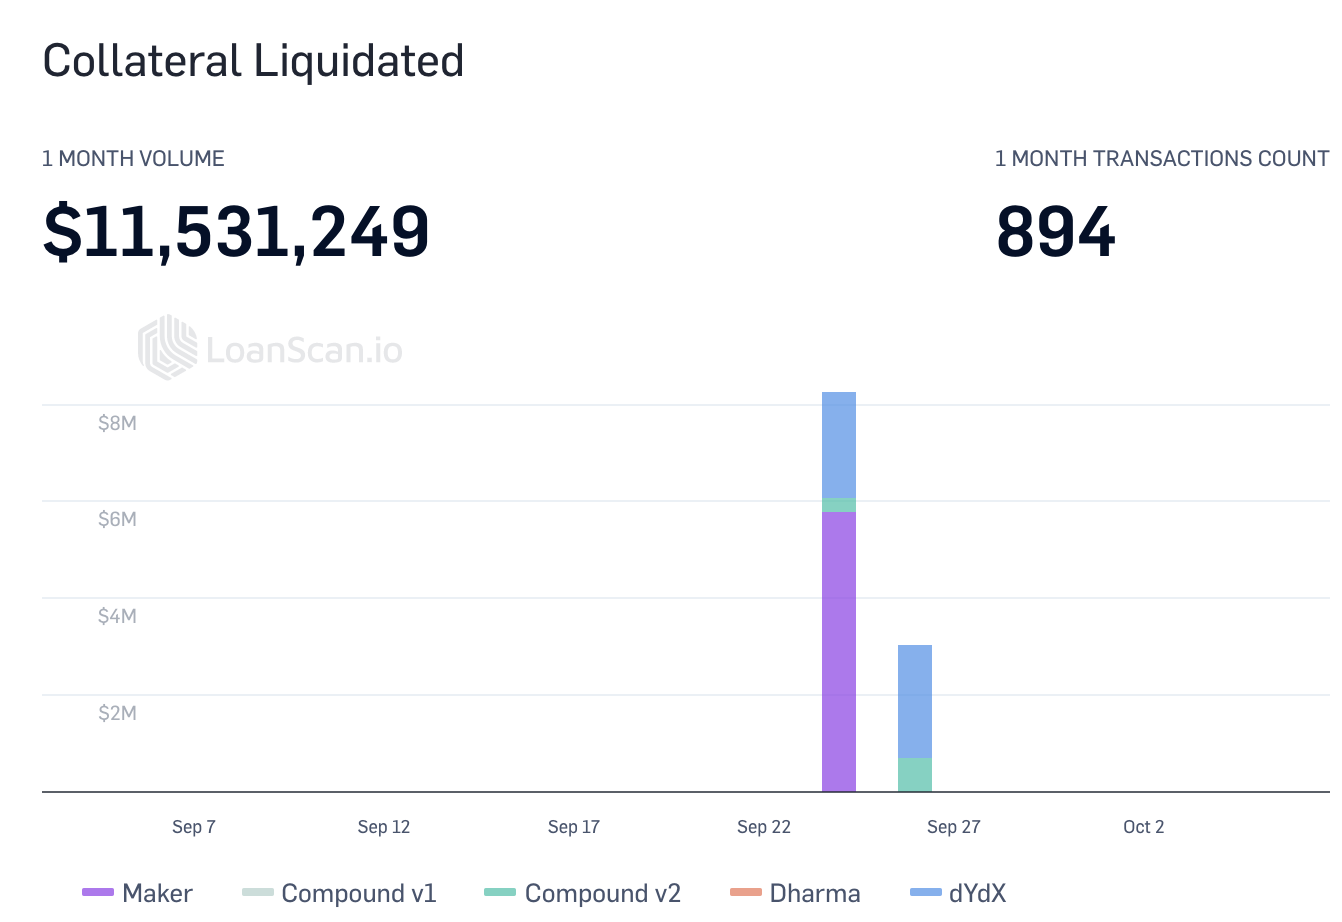 Collateral Liquidated
1 MONTH VOLUME
1 MONTH TRANSACTIONS COUNT
$11,531,249
894
LoanScan.io
$8M
$6M
$4M
$2M
Sep 7 Sep 12 Sep 17 Sep 22 Sep 27 Oct 2
Maker Compound v1 Compound v2 Dharma dYdX